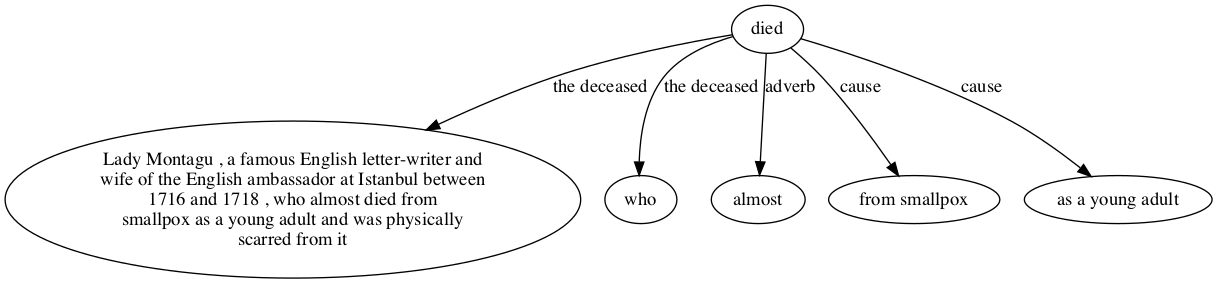 died
the deceased
the deceased
adverb
cause
cause
Lady Montagu , a famous English letter-writer and
wife of the English ambassador at Istanbul between
1716 and 1718 , who almost died from
smallpox as a young adult and was physically
scarred from it
who
almost
from smallpox
as a young adult